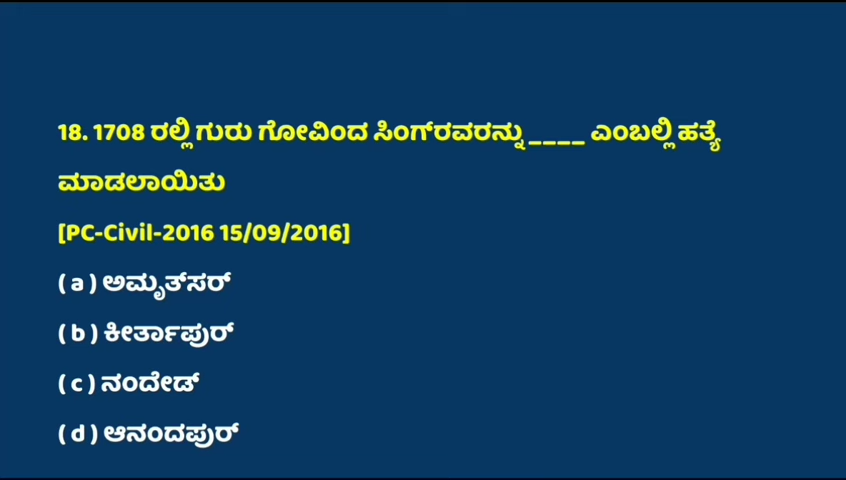 18. 1708 ರಲ್ಲಿ ಗುರು ಗೋವಿಂದ ಸಿಂಗ್‌ರವರನ್ನು ____ ಎಂಬಲ್ಲಿ ಹತ್ಯೆ
ಮಾಡಲಾಯಿತು
[PC-Civil-2016 15/09/2016]
( a ) ಅಮೃತ್‌ಸರ್
( b ) ಕೀರ್ತಾಪುರ್
( c ) ನಂದೇಡ್
( d ) ಆನಂದಪುರ್